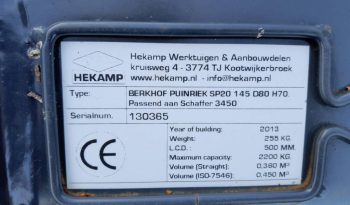 Hekamp Werktuigen & Aanbouwdelen
kruisweg 4 - 3774 TJ Kootwijkerbroek
www.hekamp.nl - info@hekamp.nl
HEKAMP
Type: BERKHOF PUINRIEK SP20 145 D80 H70.
Passend aan Schaffer 3450
Serialnum: 130365
Year of building: 2013
Weight: 255 KG.
L.C.D.: 500 MM.
Maximum capacity: 2200 KG.
Volume (Straight): 0.360 M³
Volume (ISO-7546): 0.450 M³
CE